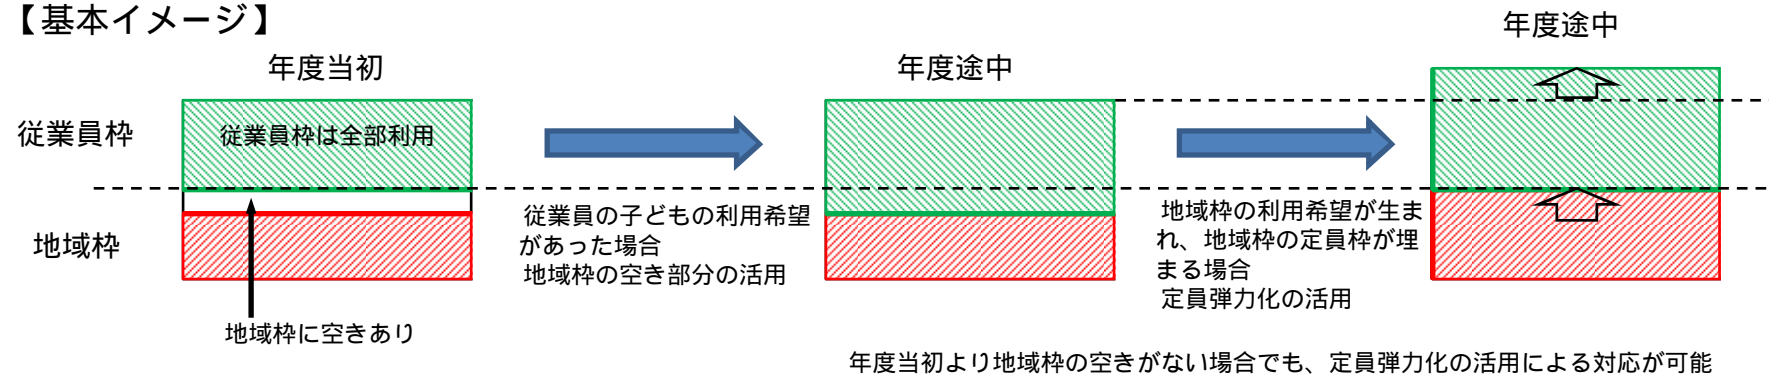 【基本イメージ】
年度当初
年度途中
年度途中
従業員枠
従業員枠は全部利用
地域枠
地域枠に空きあり
従業員の子どもの利用希望
があった場合
地域枠の空き部分の活用
地域枠の利用希望が生ま
れ、地域枠の定員枠が埋
まる場合
定員弾力化の活用
年度当初より地域枠の空きがない場合でも、定員弾力化の活用による対応が可能